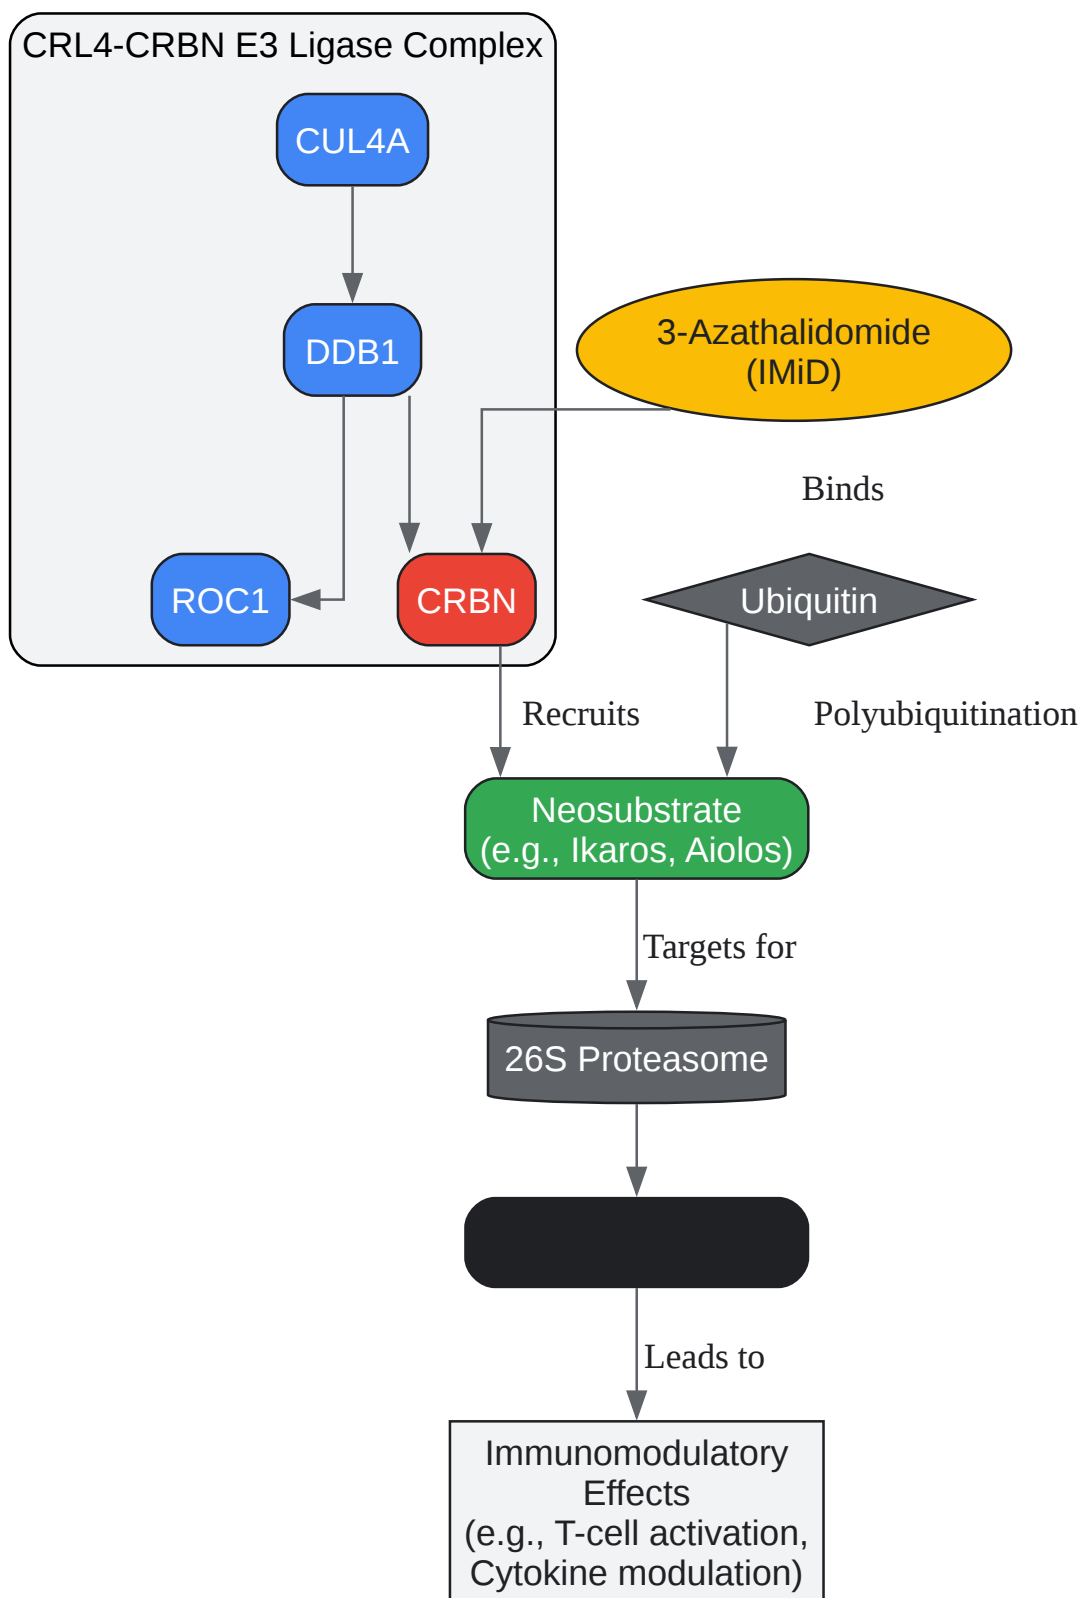 CRL4-CRBN E3 Ligase Complex
CUL4A
DDB1
3-Azathalidomide
(IMiD)
Binds
ROC1
CRBN
Ubiquitin
Recruits
Polyubiquitination
Neosubstrate
(e.g., Ikaros, Aiolos)
Targets for
26S Proteasome
Leads to
Immunomodulatory
Effects
(e.g., T-cell activation,
Cytokine modulation)